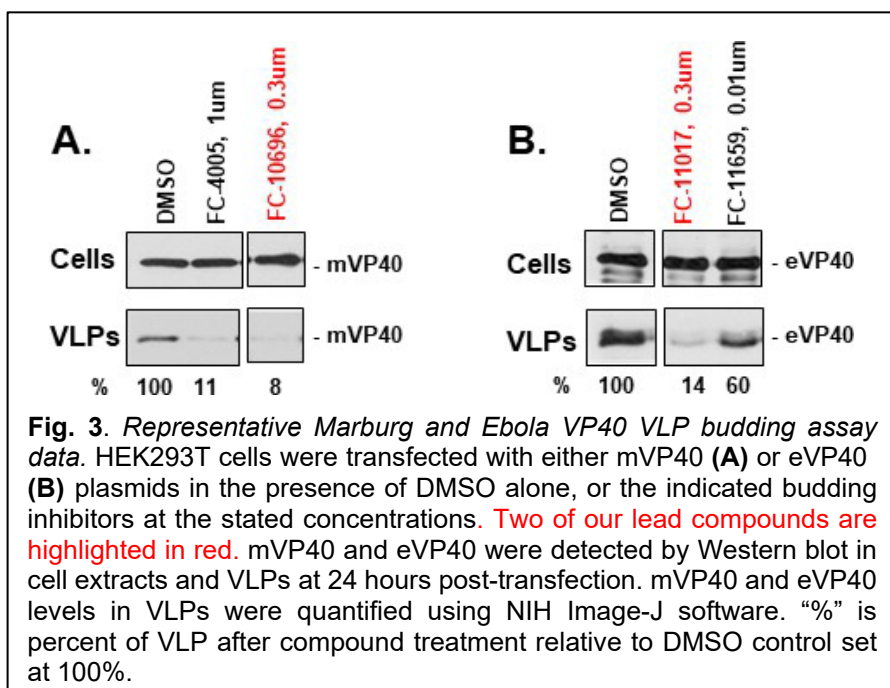 A.
DMSO
FC-4005, 1um
FC-10696, 0.3um
Cells
- mVP40
VLPs
- mVP40
% 100 11 8
B.
DMSO
FC-11017, 0.3um
FC-11659, 0.01um
Cells
- eVP40
VLPs
- eVP40
% 100 14 60
Fig. 3. Representative Marburg and Ebola VP40 VLP budding assay
data. HEK293T cells were transfected with either mVP40 (A) or eVP40
(B) plasmids in the presence of DMSO alone, or the indicated budding
inhibitors at the stated concentrations. Two of our lead compounds are
highlighted in red. mVP40 and eVP40 were detected by Western blot in
cell extracts and VLPs at 24 hours post-transfection. mVP40 and eVP40
levels in VLPs were quantified using NIH Image-J software. “%” is
percent of VLP after compound treatment relative to DMSO control set
at 100%.